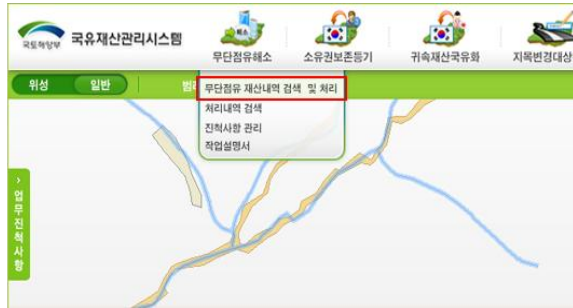 국토해양부 국유재산관리시스템
해소
무단점유해소 소유권보존등기 귀속재산국유화 지목변경대상
위성 일반 범례
무단점유 재산내역 검색 및 처리
처리내역 검색
진척사항 관리
작업설명서
› 업무진척사항